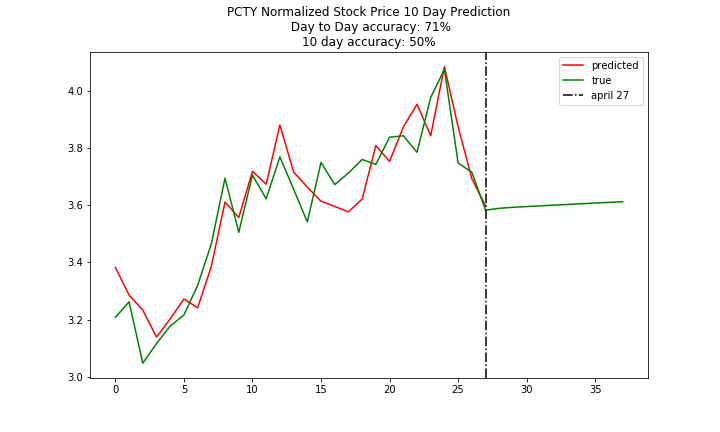 PCTY Normalized Stock Price 10 Day Prediction
Day to Day accuracy: 71%
10 day accuracy: 50%
predicted
true
april 27
4.0
3.8
3.6
3.4
3.2
3.0
0 5 10 15 20 25 30 35